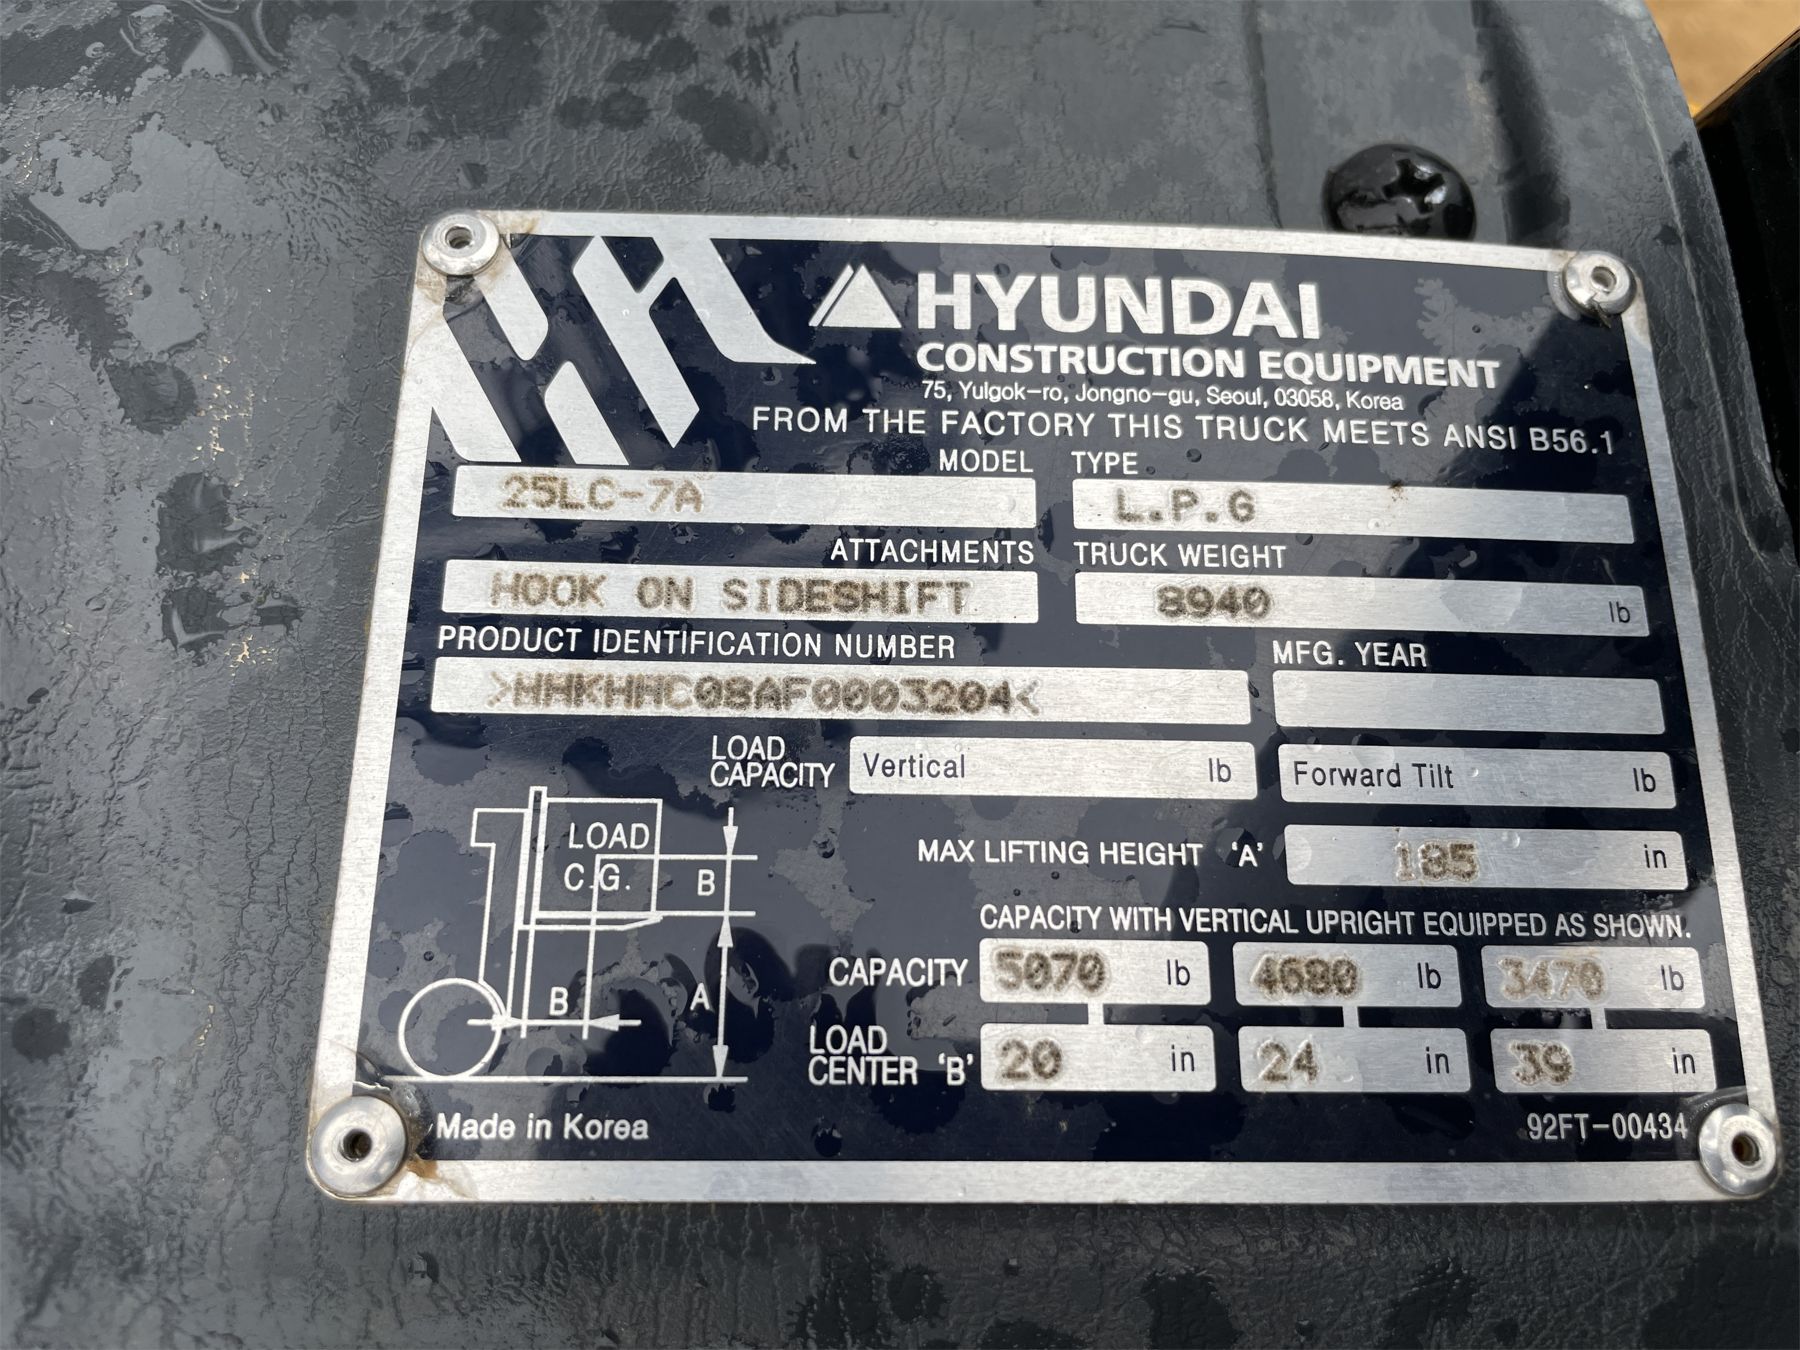 HYUNDAI
CONSTRUCTION EQUIPMENT
75, Yulgok-ro, Jongno-gu, Seoul, 03058, Korea
FROM THE FACTORY THIS TRUCK MEETS ANSI B56.1
MODEL TYPE
25LC-7A L.P.G
ATTACHMENTS TRUCK WEIGHT
HOOK ON SIDESHIFT 8940 lb
PRODUCT IDENTIFICATION NUMBER MFG. YEAR
>HHKHHC08AF0003204<
LOAD
CAPACITY Vertical lb Forward Tilt lb
MAX LIFTING HEIGHT 'A' 185 in
CAPACITY WITH VERTICAL UPRIGHT EQUIPPED AS SHOWN.
CAPACITY 5070 lb 4680 lb 3470 lb
LOAD
CENTER 'B' 20 in 24 in 39 in
LOAD
C.G.
B
B
A
Made in Korea 92FT-00434